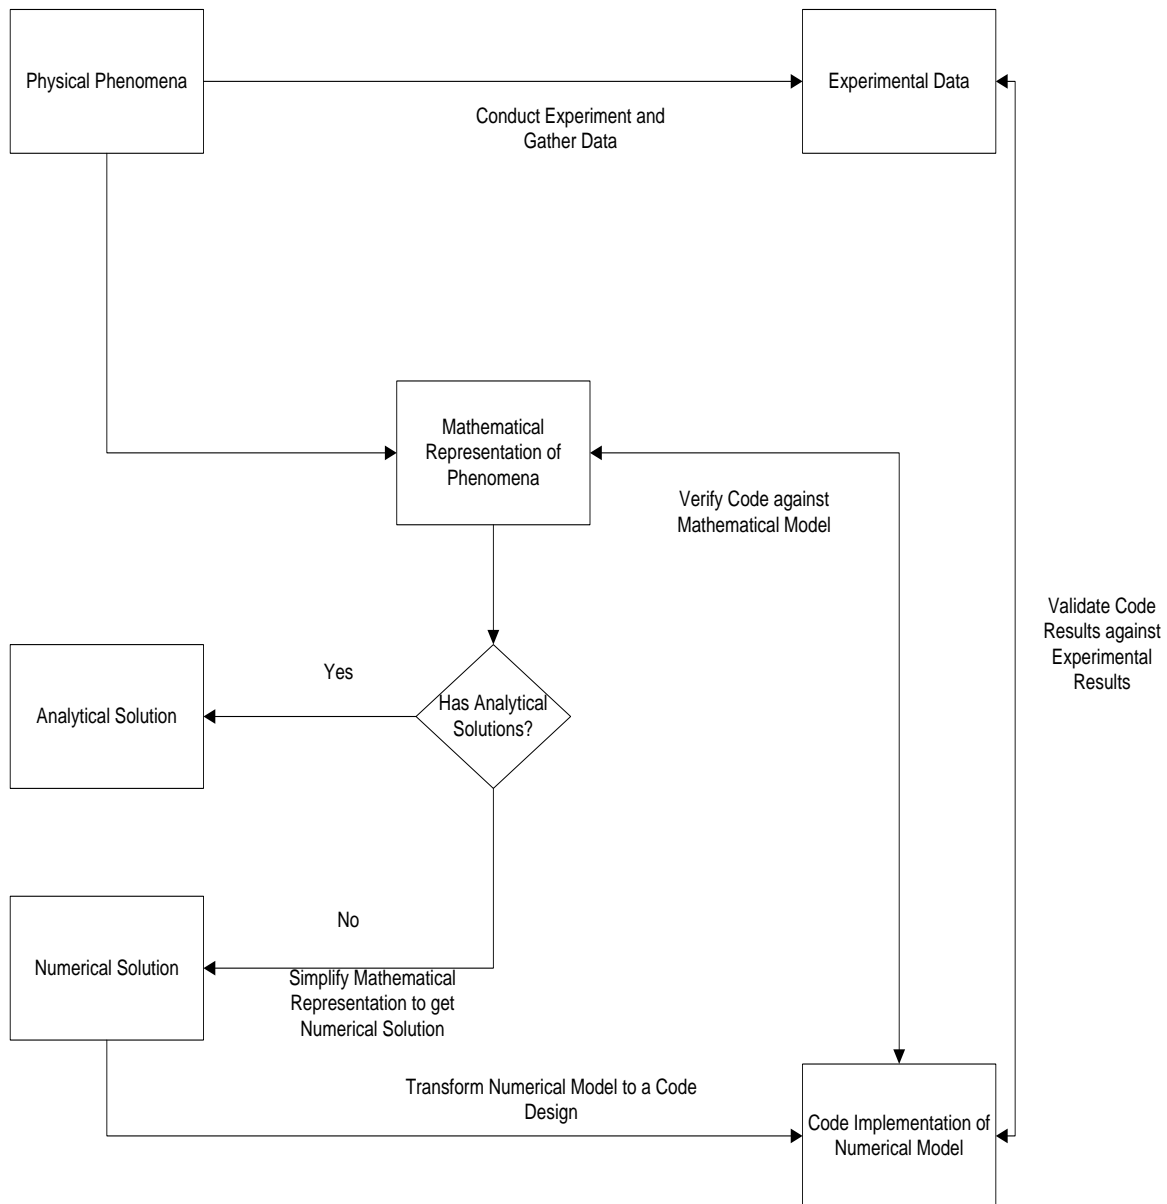 Physical Phenomena
Experimental Data
Conduct Experiment and
Gather Data
Mathematical
Representation of
Phenomena
Verify Code against
Mathematical Model
Validate Code
Results against
Experimental
Results
Yes
Analytical Solution
Has Analytical
Solutions?
No
Numerical Solution
Simplify Mathematical
Representation to get
Numerical Solution
Transform Numerical Model to a Code
Design
Code Implementation of
Numerical Model